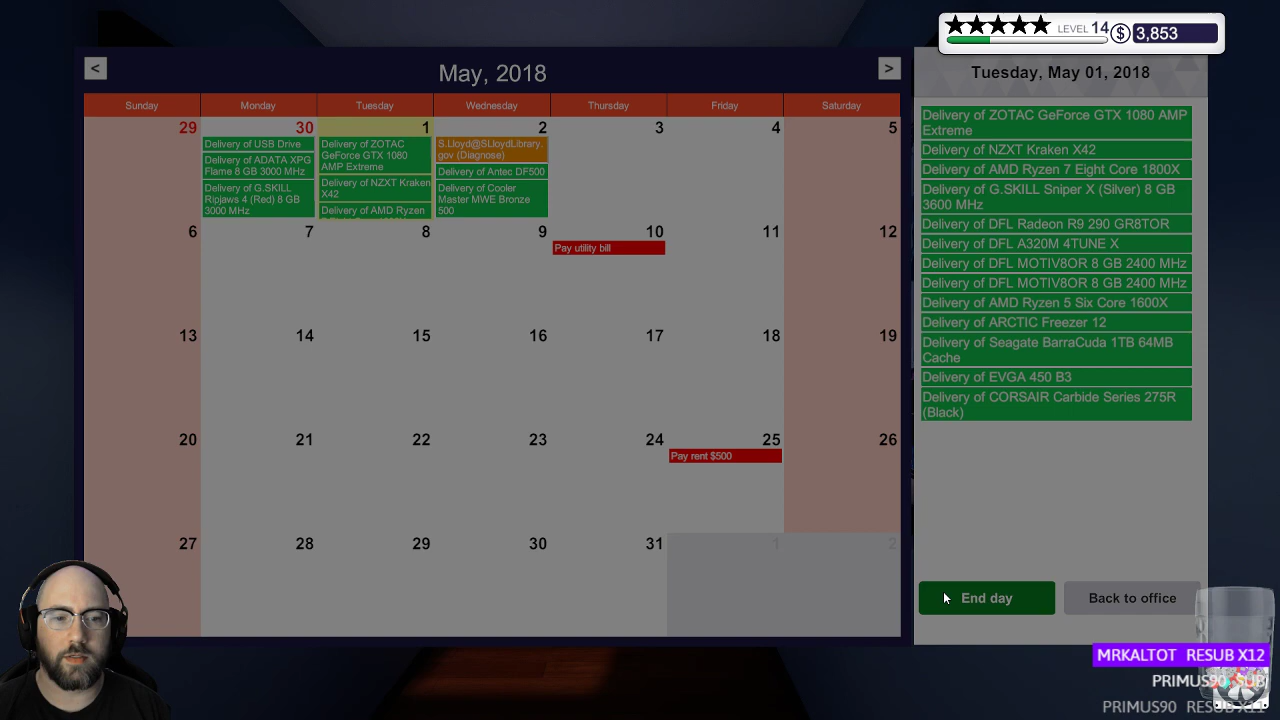 LEVEL 14
$ 3,853
< May, 2018 >
Tuesday, May 01, 2018
Sunday Monday Tuesday Wednesday Thursday Friday Saturday
29 30 1 2 3 4 5
Delivery of USB Drive
Delivery of ADATA XPG
Flame 8 GB 3000 MHz
Delivery of G.SKILL
Ripjaws 4 (Red) 8 GB
3000 MHz
Delivery of ZOTAC
GeForce GTX 1080
AMP Extreme
Delivery of NZXT Kraken
X42
Delivery of AMD Ryzen
S.Lloyd@SLloydLibrary.
gov (Diagnose)
Delivery of Antec DF500
Delivery of Cooler
Master MWE Bronze
500
6 7 8 9 10 11 12
Pay utility bill
13 14 15 16 17 18 19
20 21 22 23 24 25 26
Pay rent $500
27 28 29 30 31 1 2
Delivery of ZOTAC GeForce GTX 1080 AMP
Extreme
Delivery of NZXT Kraken X42
Delivery of AMD Ryzen 7 Eight Core 1800X
Delivery of G.SKILL Sniper X (Silver) 8 GB
3600 MHz
Delivery of DFL Radeon R9 290 GR8TOR
Delivery of DFL A320M 4TUNE X
Delivery of DFL MOTIV8OR 8 GB 2400 MHz
Delivery of DFL MOTIV8OR 8 GB 2400 MHz
Delivery of AMD Ryzen 5 Six Core 1600X
Delivery of ARCTIC Freezer 12
Delivery of Seagate BarraCuda 1TB 64MB
Cache
Delivery of EVGA 450 B3
Delivery of CORSAIR Carbide Series 275R
(Black)
End day
Back to office
MRKALTOT RESUB X12
PRIMUS90 SUB
PRIMUS90 RESUB X11